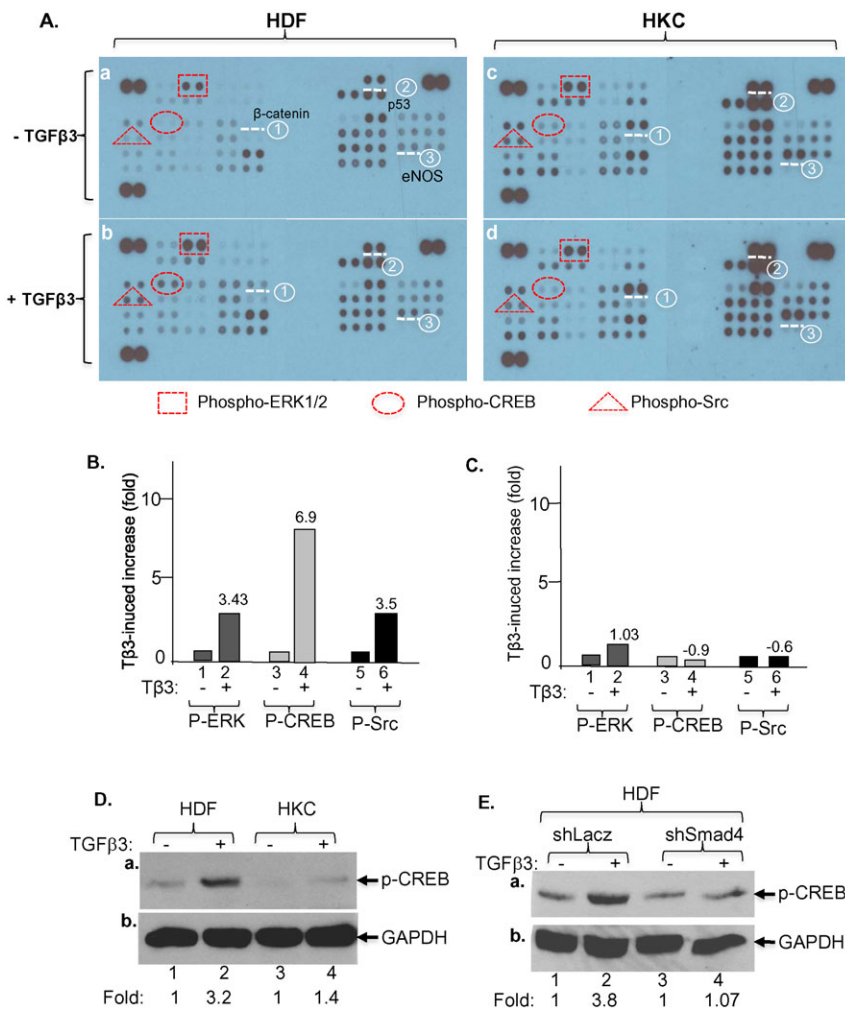 A.
HDF
HKC
- TGFβ3
+ TGFβ3
a
β-catenin
1
2
p53
3
eNOS
c
1
2
3
b
1
2
3
d
1
2
3
Phospho-ERK1/2
Phospho-CREB
Phospho-Src
B.
Tβ3-inuced increase (fold)
10
5
0
3.43
6.9
3.5
1 2 3 4 5 6
Tβ3: - + - + - +
P-ERK P-CREB P-Src
C.
Tβ3-inuced increase (fold)
10
5
0
1.03
-0.9
-0.6
1 2 3 4 5 6
Tβ3: - + - + - +
P-ERK P-CREB P-Src
D.
HDF HKC
TGFβ3: - + - +
a.
p-CREB
b.
GAPDH
1 2 3 4
Fold: 1 3.2 1 1.4
E.
HDF
shLacz shSmad4
TGFβ3: - + - +
a.
p-CREB
b.
GAPDH
1 2 3 4
Fold: 1 3.8 1 1.07